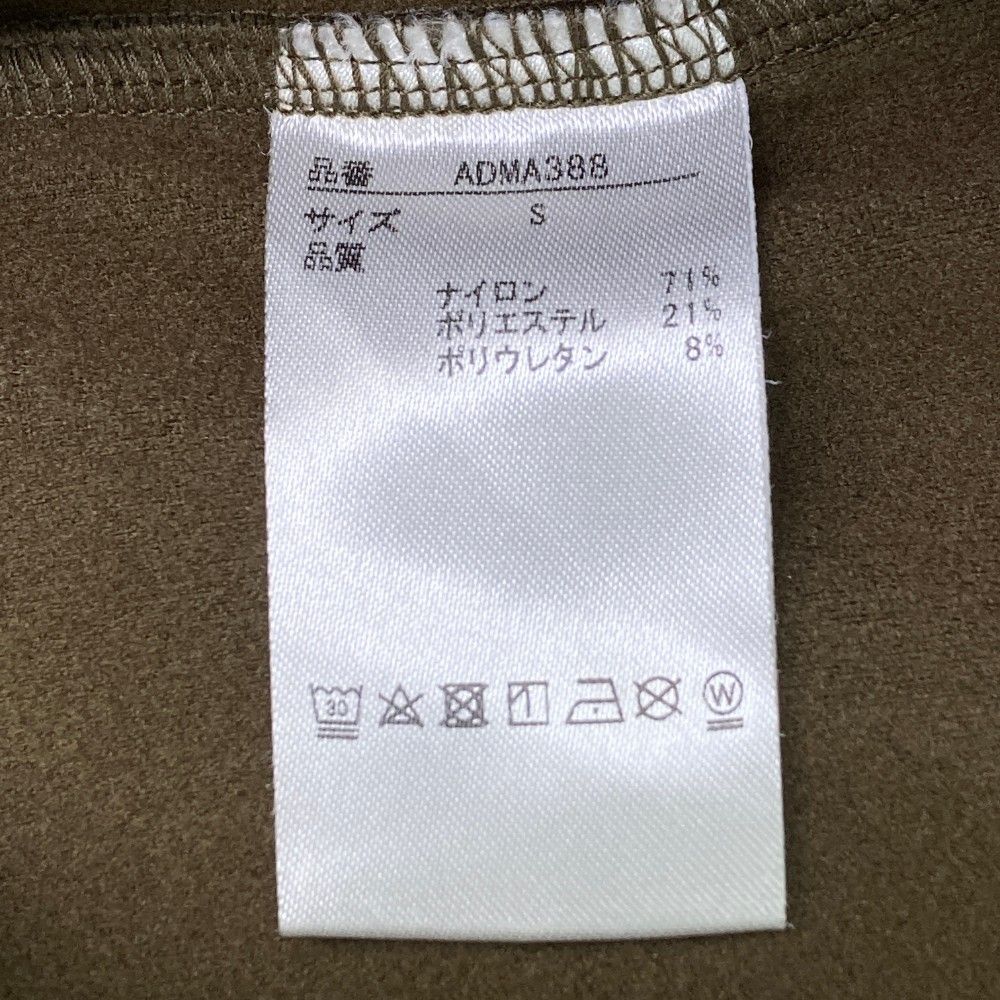 品番 ADMA388
サイズ S
品質
ナイロン 71%
ポリエステル 21%
ポリウレタン 8%
30 W